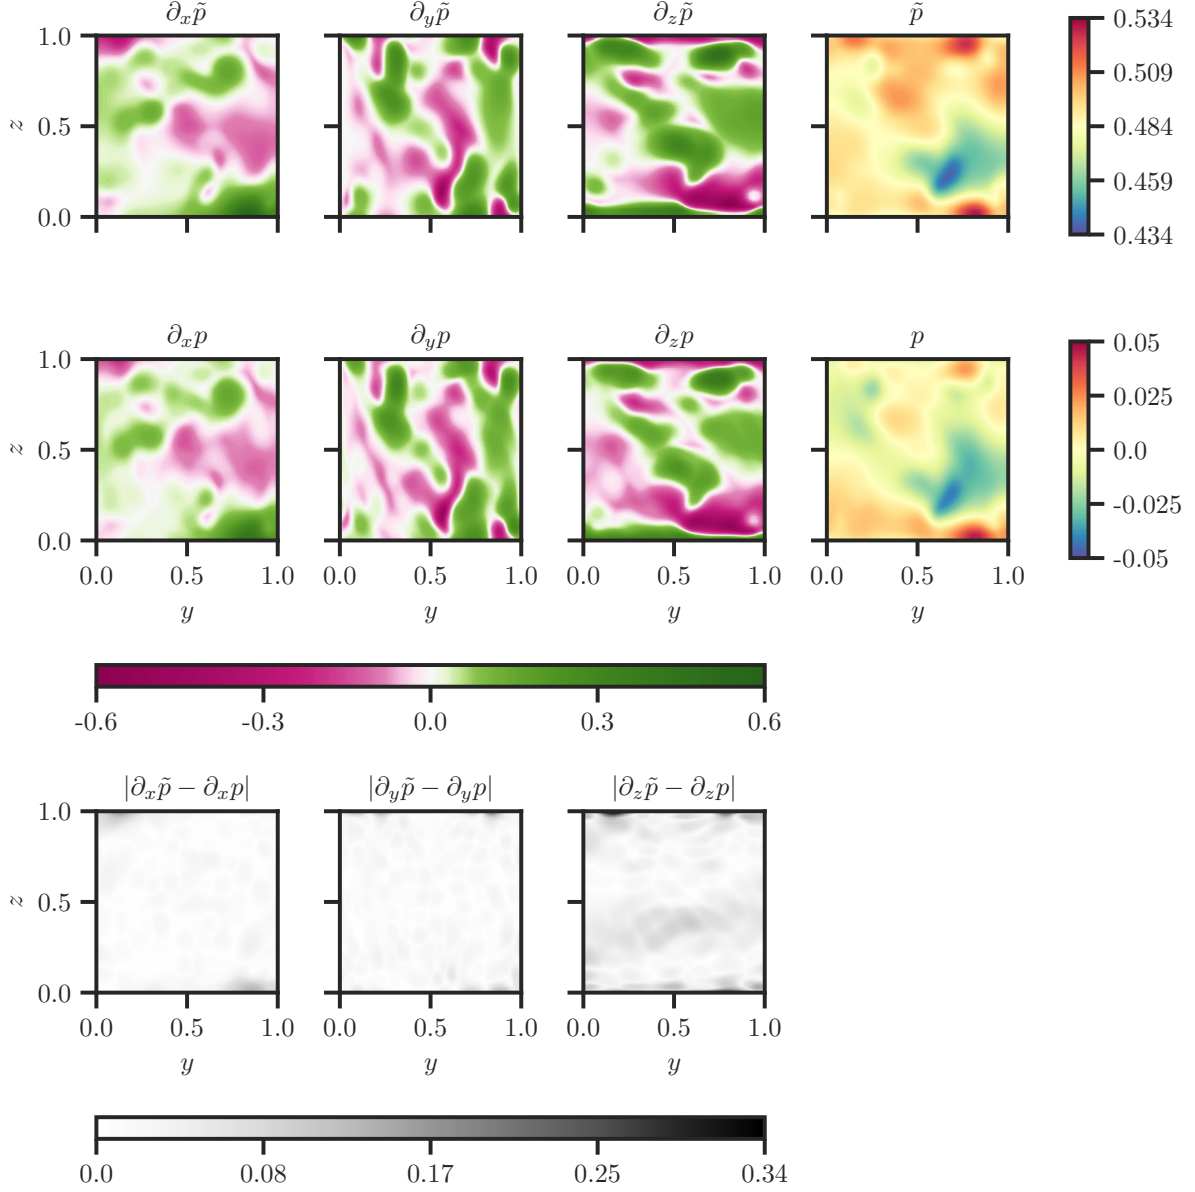 ∂ₓp̃ ∂ᵧp̃ ∂_z p̃ p̃
1.0 0.534
0.509
z 0.5 0.484
0.459
0.0 0.434
∂ₓp ∂ᵧp ∂_z p p
1.0 0.05
0.025
z 0.5 0.0
-0.025
0.0 -0.05
0.0 0.5 1.0 0.0 0.5 1.0 0.0 0.5 1.0 0.0 0.5 1.0
y y y y
-0.6 -0.3 0.0 0.3 0.6
|∂ₓp̃ − ∂ₓp| |∂ᵧp̃ − ∂ᵧp| |∂_z p̃ − ∂_z p|
1.0
z 0.5
0.0
0.0 0.5 1.0 0.0 0.5 1.0 0.0 0.5 1.0
y y y
0.0 0.08 0.17 0.25 0.34